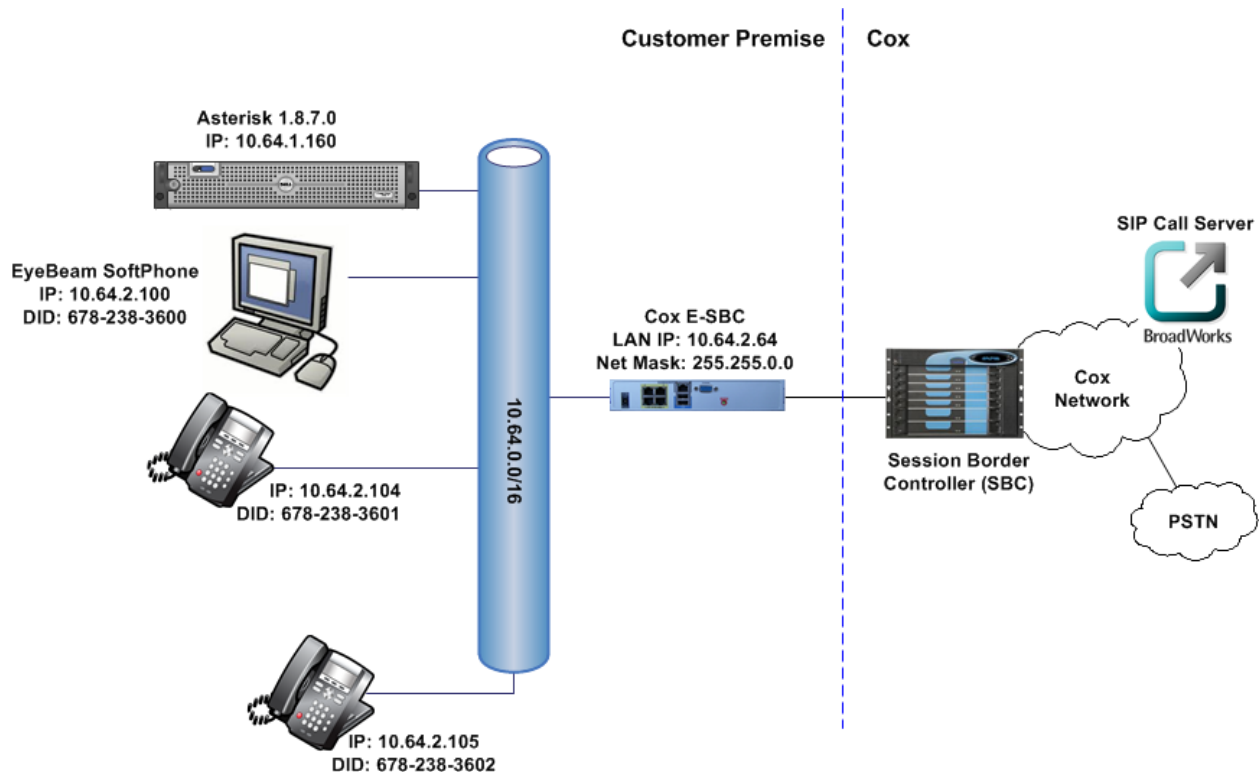 Customer Premise
Cox
Asterisk 1.8.7.0
IP: 10.64.1.160
EyeBeam SoftPhone
IP: 10.64.2.100
DID: 678-238-3600
IP: 10.64.2.104
DID: 678-238-3601
IP: 10.64.2.105
DID: 678-238-3602
10.64.0.0/16
Cox E-SBC
LAN IP: 10.64.2.64
Net Mask: 255.255.0.0
Session Border
Controller (SBC)
Cox
Network
SIP Call Server
BroadWorks
PSTN